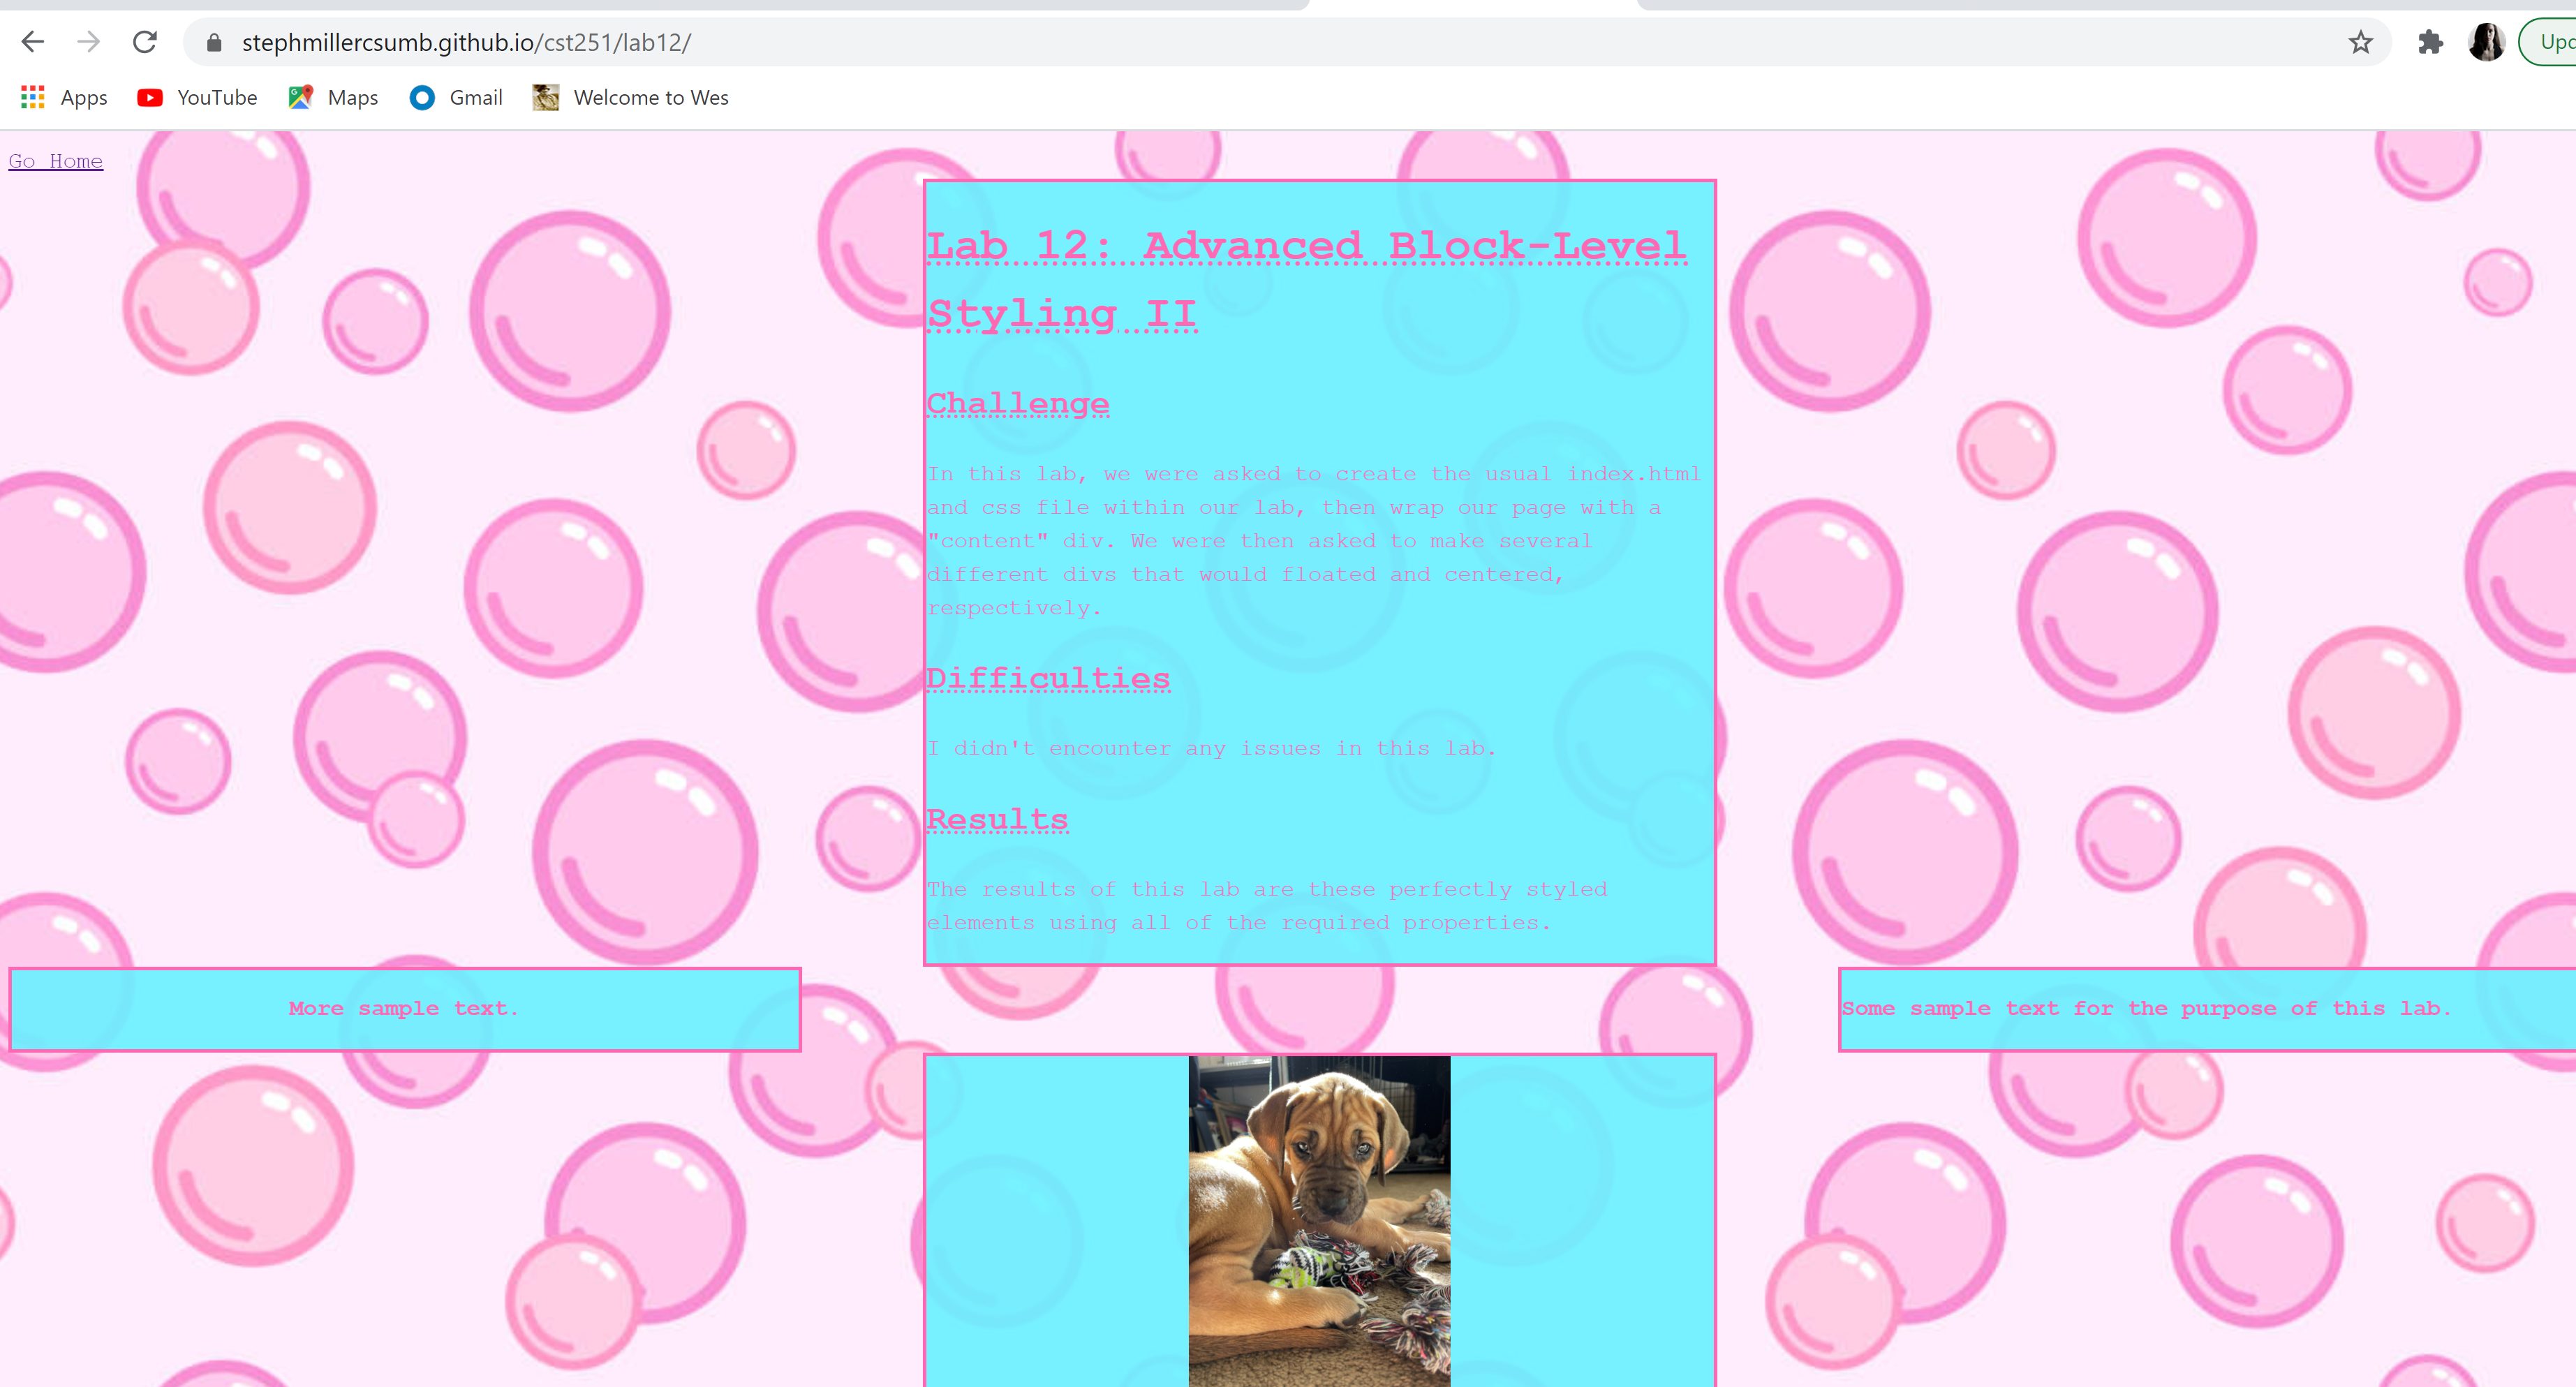 stephmillercsumb.github.io/cst251/lab12/
Upd
Apps YouTube Maps Gmail Welcome to Wes
Go Home
Lab 12: Advanced Block-Level
Styling II
Challenge
In this lab, we were asked to create the usual index.html
and css file within our lab, then wrap our page with a
"content" div. We were then asked to make several
different divs that would floated and centered,
respectively.
Difficulties
I didn't encounter any issues in this lab.
Results
The results of this lab are these perfectly styled
elements using all of the required properties.
More sample text.
Some sample text for the purpose of this lab.